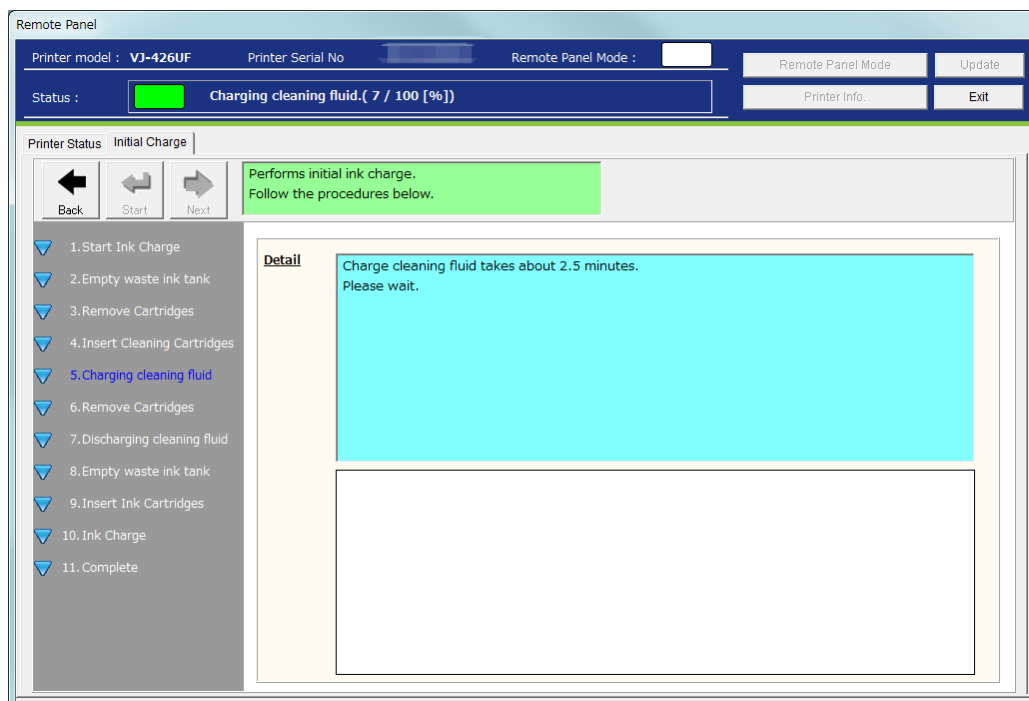 Remote Panel
Printer model : VJ-426UF Printer Serial No Remote Panel Mode :
Remote Panel Mode Update
Status : Charging cleaning fluid.( 7 / 100 [%])
Printer Info. Exit
Printer Status Initial Charge
Back Start Next
Performs initial ink charge.
Follow the procedures below.
1.Start Ink Charge
2.Empty waste ink tank
3.Remove Cartridges
4.Insert Cleaning Cartridges
5.Charging cleaning fluid
6.Remove Cartridges
7.Discharging cleaning fluid
8.Empty waste ink tank
9.Insert Ink Cartridges
10.Ink Charge
11.Complete
Detail
Charge cleaning fluid takes about 2.5 minutes.
Please wait.